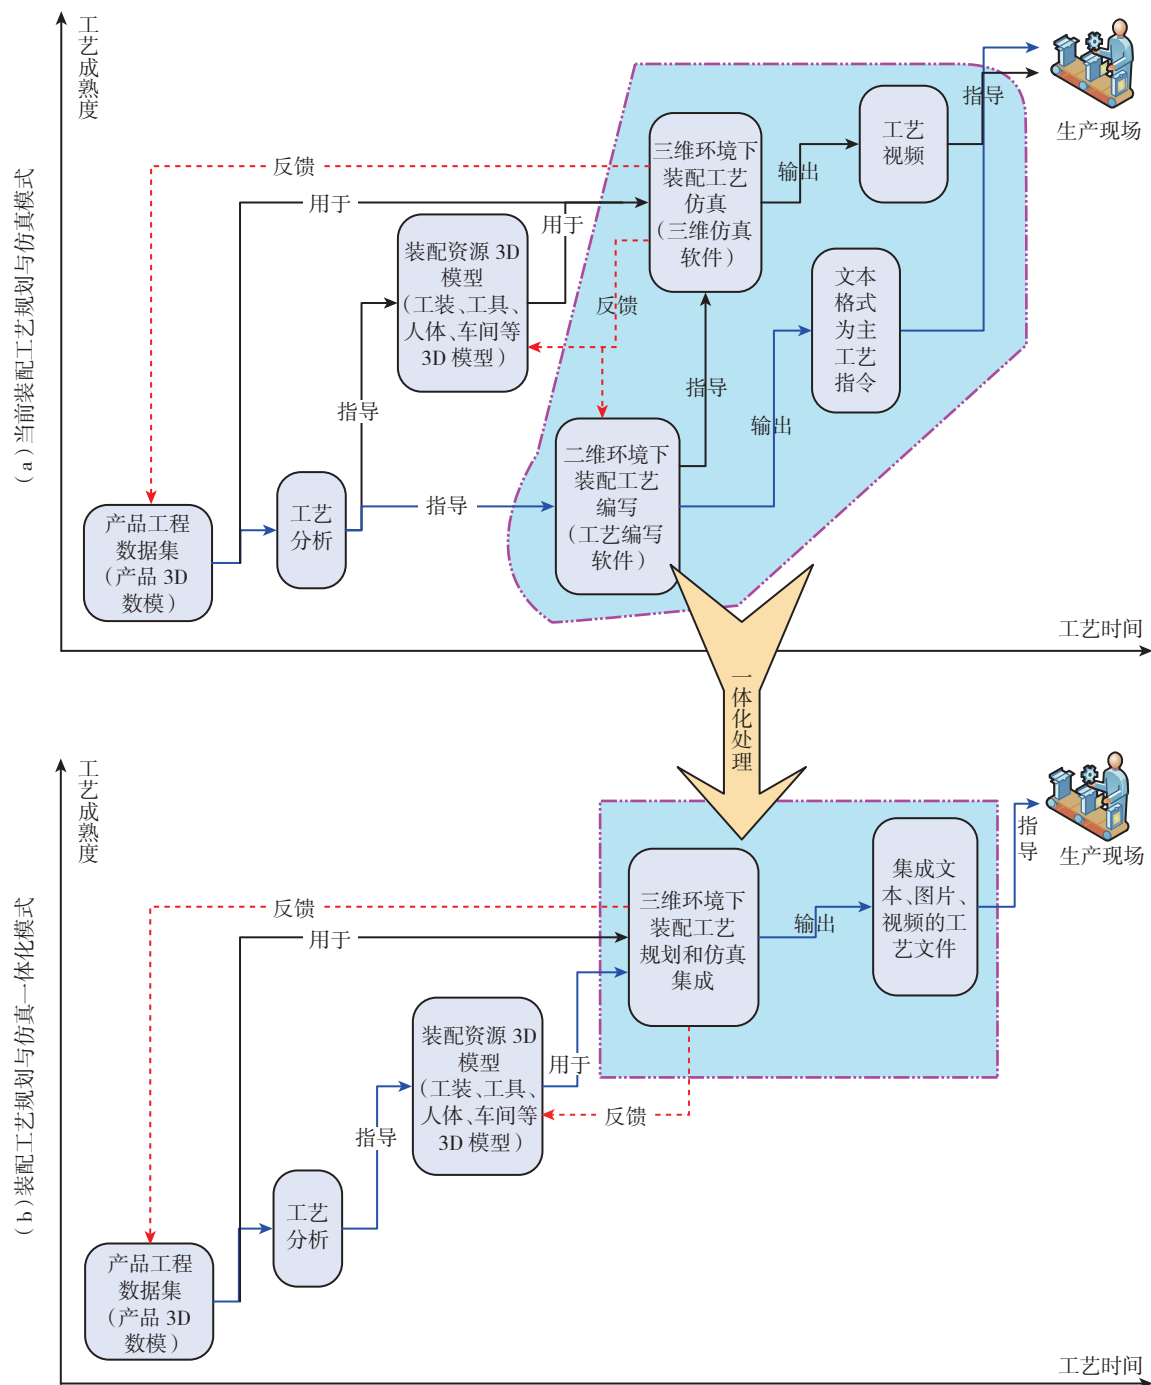 工艺成熟度
生产现场
指导
工艺
视频
三维环境下
装配工艺
仿真
(三维仿真
软件)
输出
反馈
用于
用于
装配资源 3D
模型
(工装、工具、
人体、车间等
3D 模型)
反馈
文本
格式
为主
工艺
指令
指导
指导
输出
二维环境下
装配工艺
编写
(工艺编写
软件)
指导
工艺
分析
产品工程
数据集
(产品 3D
数模)
工艺时间
(a)当前装配工艺规划与仿真模式
一体化处理
工艺成熟度
生产现场
指导
集成文
本、图片、
视频的工
艺文件
三维环境下
装配工艺
规划和仿真
集成
输出
反馈
用于
装配资源 3D
模型
(工装、工具、
人体、车间等
3D 模型)
用于
反馈
指导
工艺
分析
产品工程
数据集
(产品 3D
数模)
工艺时间
(b)装配工艺规划与仿真一体化模式